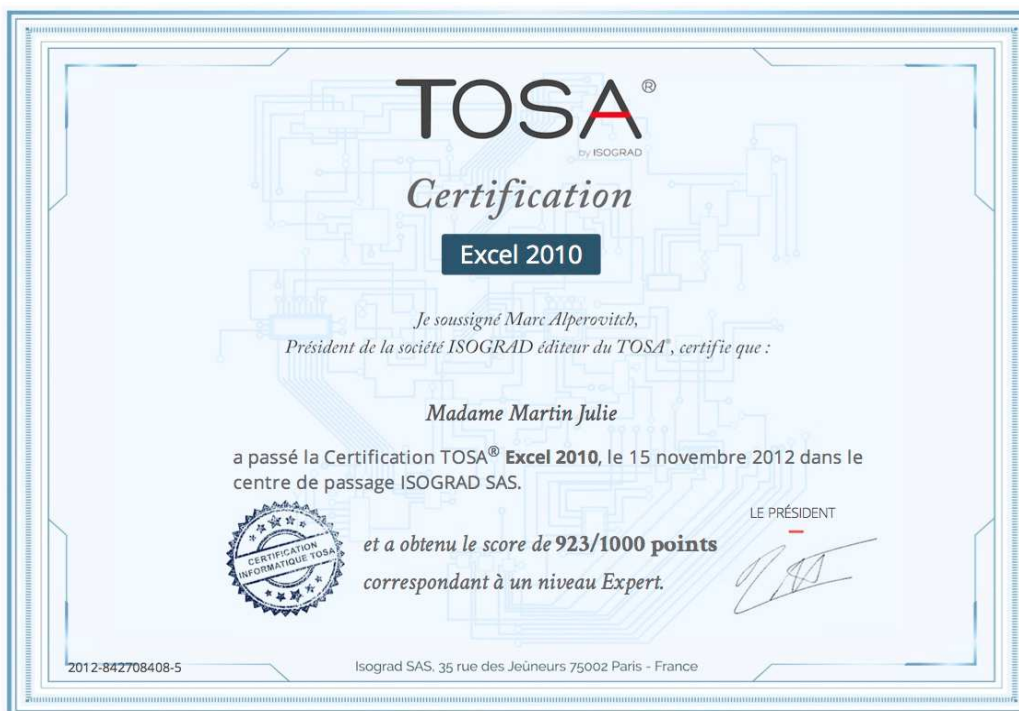 TOSA®
by ISOGRAD
Certification
Excel 2010
Je soussigné Marc Alperovitch,
Président de la société ISOGRAD éditeur du TOSA®, certifie que :
Madame Martin Julie
a passé la Certification TOSA® Excel 2010, le 15 novembre 2012 dans le
centre de passage ISOGRAD SAS.
LE PRÉSIDENT
CERTIFICATION
INFORMATIQUE TOSA
et a obtenu le score de 923/1000 points
correspondant à un niveau Expert.
2012-842708408-5
Isograd SAS, 35 rue des Jeûneurs 75002 Paris - France